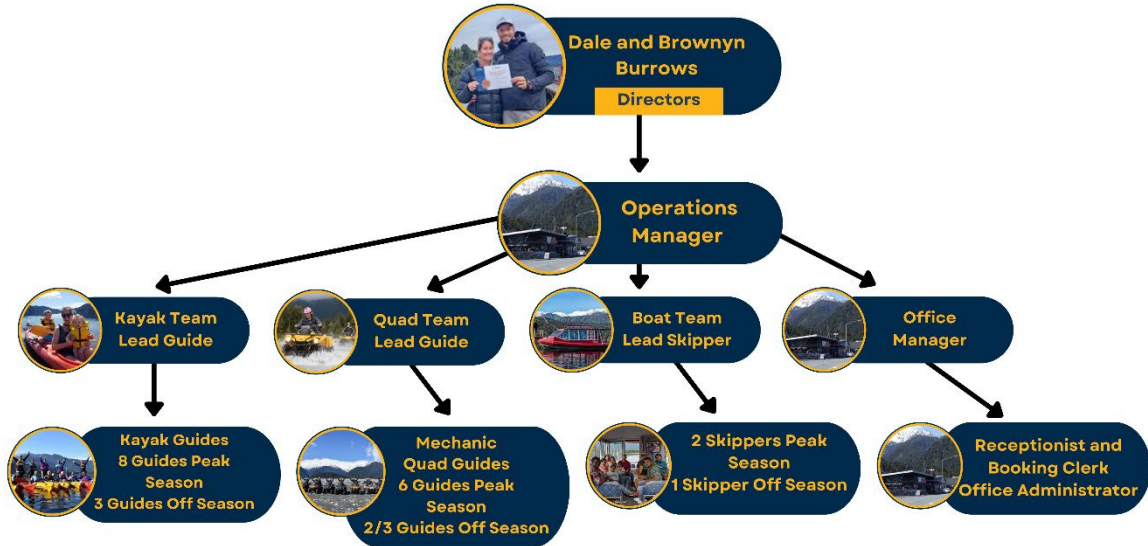 Dale and Brownyn
Burrows
Directors
Operations
Manager
Kayak Team
Lead Guide
Quad Team
Lead Guide
Boat Team
Lead Skipper
Office
Manager
Kayak Guides
8 Guides Peak
Season
3 Guides Off Season
Mechanic
Quad Guides
6 Guides Peak
Season
2/3 Guides Off Season
2 Skippers Peak
Season
1 Skipper Off Season
Receptionist and
Booking Clerk
Office Administrator